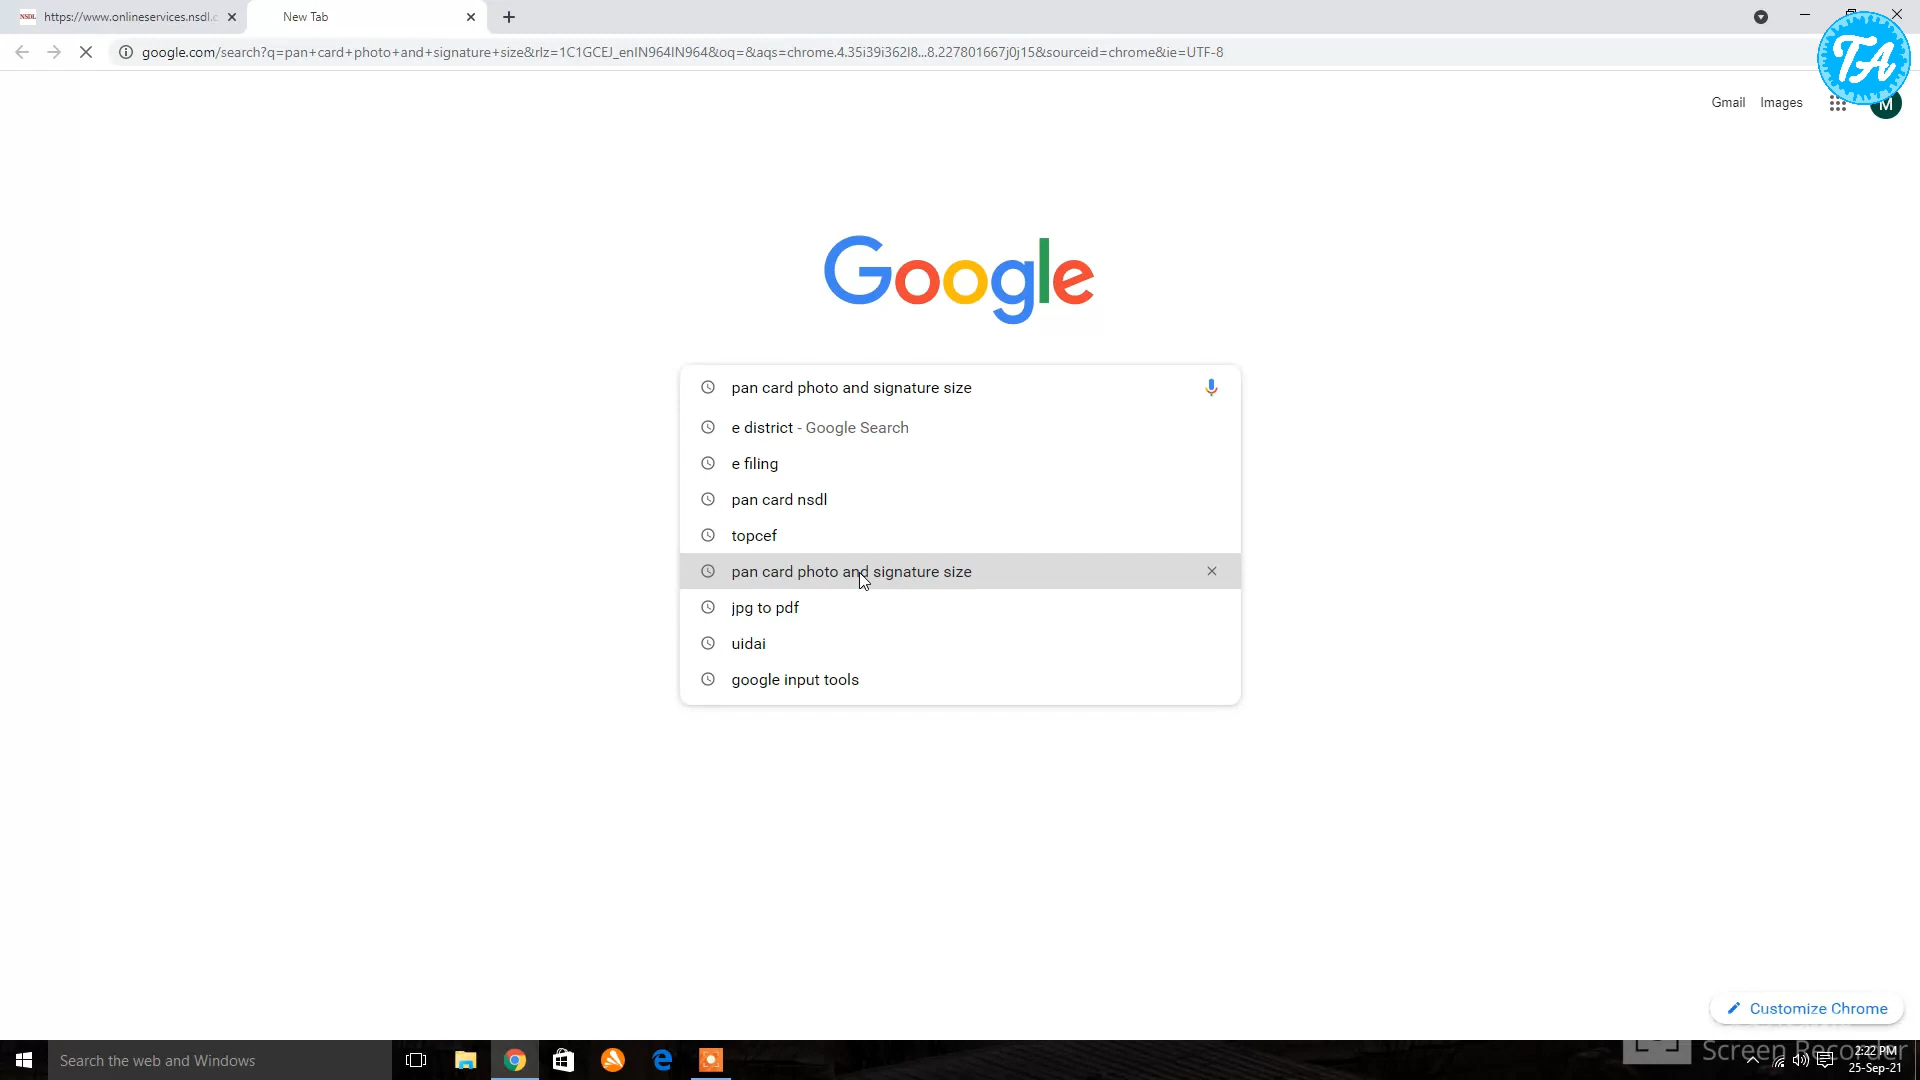 NSDL https://www.onlineservices.nsdl.c
New Tab
google.com/search?q=pan+card+photo+and+signature+size&rlz=1C1GCEJ_enIN964IN964&oq=&aqs=chrome.4.35i39i362l8...8.227801667j0j15&sourceid=chrome&ie=UTF-8
TA
Gmail Images
M
Google
pan card photo and signature size
e district - Google Search
e filing
pan card nsdl
topcef
pan card photo and signature size
jpg to pdf
uidai
google input tools
Customize Chrome
Search the web and Windows
Screen Recorder
2:22 PM
25-Sep-21